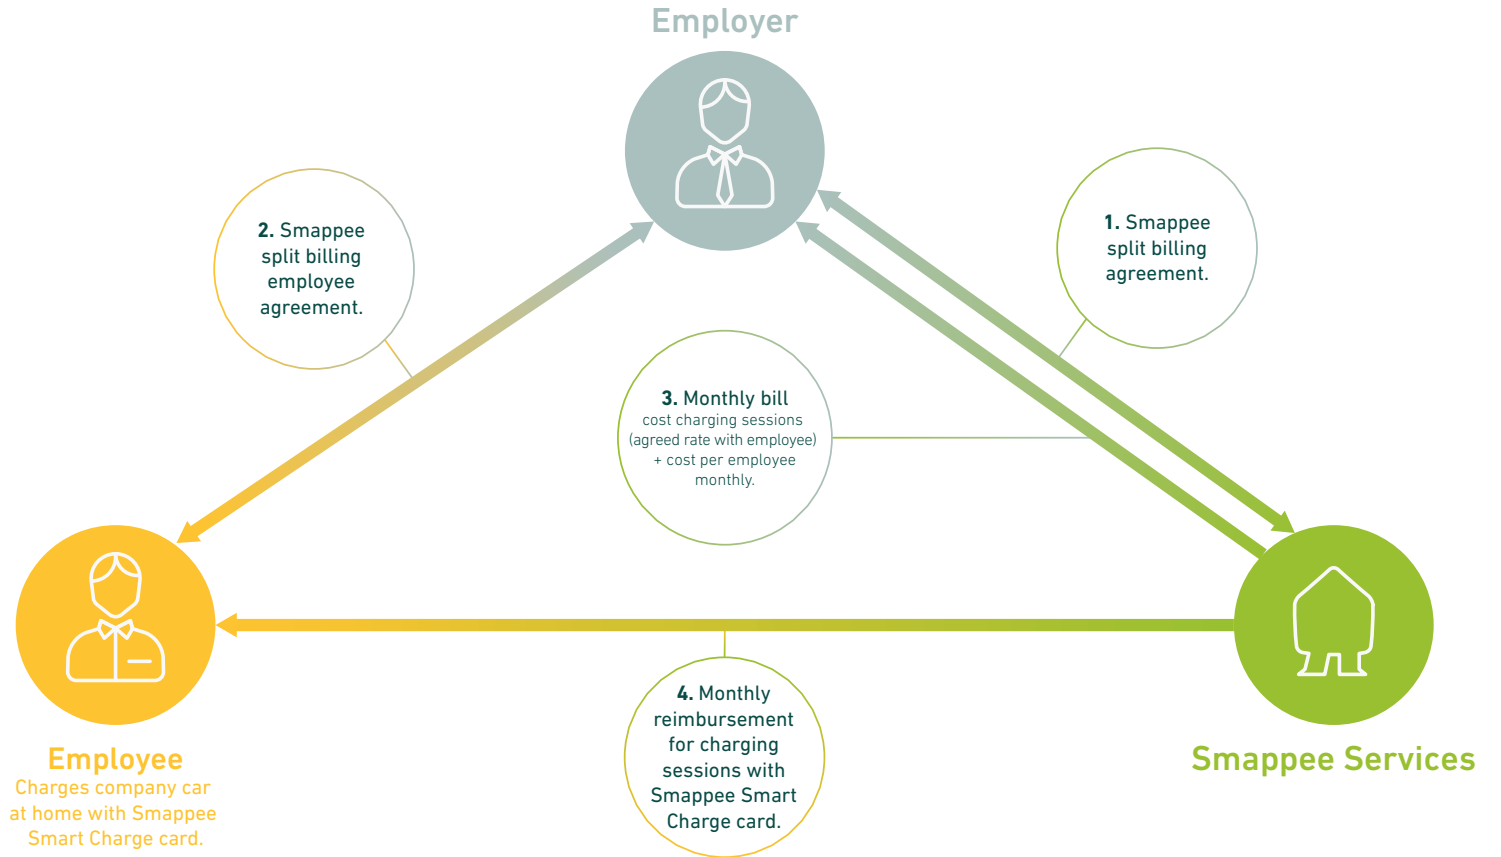 Employer
2. Smappee
split billing
employee
agreement.
1. Smappee
split billing
agreement.
3. Monthly bill
cost charging sessions
(agreed rate with employee)
+ cost per employee
monthly.
4. Monthly
reimbursement
for charging
sessions with
Smappee Smart
Charge card.
Employee
Charges company car
at home with Smappee
Smart Charge card.
Smappee Services